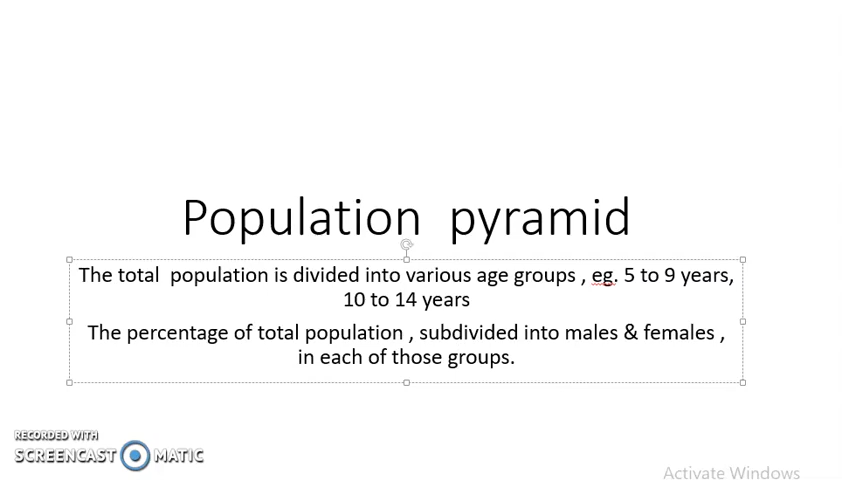 Population pyramid
The total population is divided into various age groups , eg. 5 to 9 years,
10 to 14 years
The percentage of total population , subdivided into males & females ,
in each of those groups.
RECORDED WITH
SCREENCAST MATIC
Activate Windows